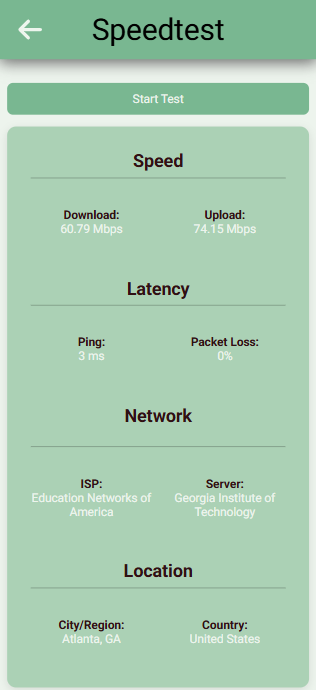 Speedtest
Start Test
Speed
Download: Upload:
60.79 Mbps 74.15 Mbps
Latency
Ping: Packet Loss:
3 ms 0%
Network
ISP: Server:
Education Networks of Georgia Institute of
America Technology
Location
City/Region: Country:
Atlanta, GA United States